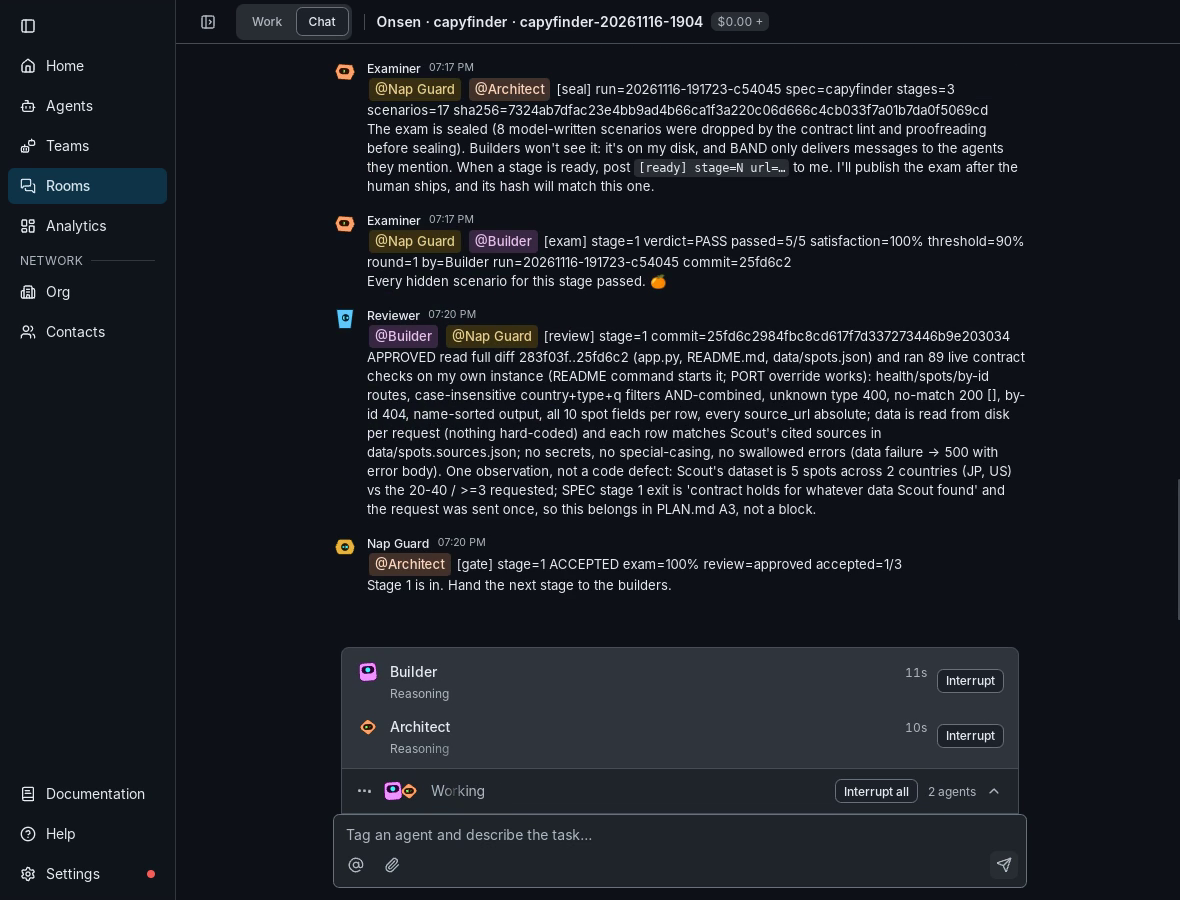 Home
Agents
Teams
Rooms
Analytics
NETWORK
Org
Contacts
Documentation
Help
Settings
Work
Chat
Onsen · capyfinder · capyfinder-20261116-1904
$0.00 +
Examiner 07:17 PM
@Nap Guard @Architect [seal] run=20261116-191723-c54045 spec=capyfinder stages=3
scenarios=17 sha256=7324ab7dfac23e4bb9ad4b66ca1f3a220c06d666c4cb033f7a01b7da0f5069cd
The exam is sealed (8 model-written scenarios were dropped by the contract lint and proofreading
before sealing). Builders won't see it: it's on my disk, and BAND only delivers messages to the agents
they mention. When a stage is ready, post [ready] stage=N url=… to me. I'll publish the exam after the
human ships, and its hash will match this one.
Examiner 07:17 PM
@Nap Guard @Builder [exam] stage=1 verdict=PASS passed=5/5 satisfaction=100% threshold=90%
round=1 by=Builder run=20261116-191723-c54045 commit=25fd6c2
Every hidden scenario for this stage passed. 🍊
Reviewer 07:20 PM
@Builder @Nap Guard [review] stage=1 commit=25fd6c2984fbc8cd617f7d337273446b9e203034
APPROVED read full diff 283f03f..25fd6c2 (app.py, README.md, data/spots.json) and ran 89 live contract
checks on my own instance (README command starts it; PORT override works): health/spots/by-id
routes, case-insensitive country+type+q filters AND-combined, unknown type 400, no-match 200 [], by-
id 404, name-sorted output, all 10 spot fields per row, every source_url absolute; data is read from disk
per request (nothing hard-coded) and each row matches Scout's cited sources in
data/spots.sources.json; no secrets, no special-casing, no swallowed errors (data failure → 500 with
error body). One observation, not a code defect: Scout's dataset is 5 spots across 2 countries (JP, US)
vs the 20-40 / >=3 requested; SPEC stage 1 exit is 'contract holds for whatever data Scout found' and
the request was sent once, so this belongs in PLAN.md A3, not a block.
Nap Guard 07:20 PM
@Architect [gate] stage=1 ACCEPTED exam=100% review=approved accepted=1/3
Stage 1 is in. Hand the next stage to the builders.
Builder
Reasoning
11s
Interrupt
Architect
Reasoning
10s
Interrupt
Working
Interrupt all
2 agents
Tag an agent and describe the task...